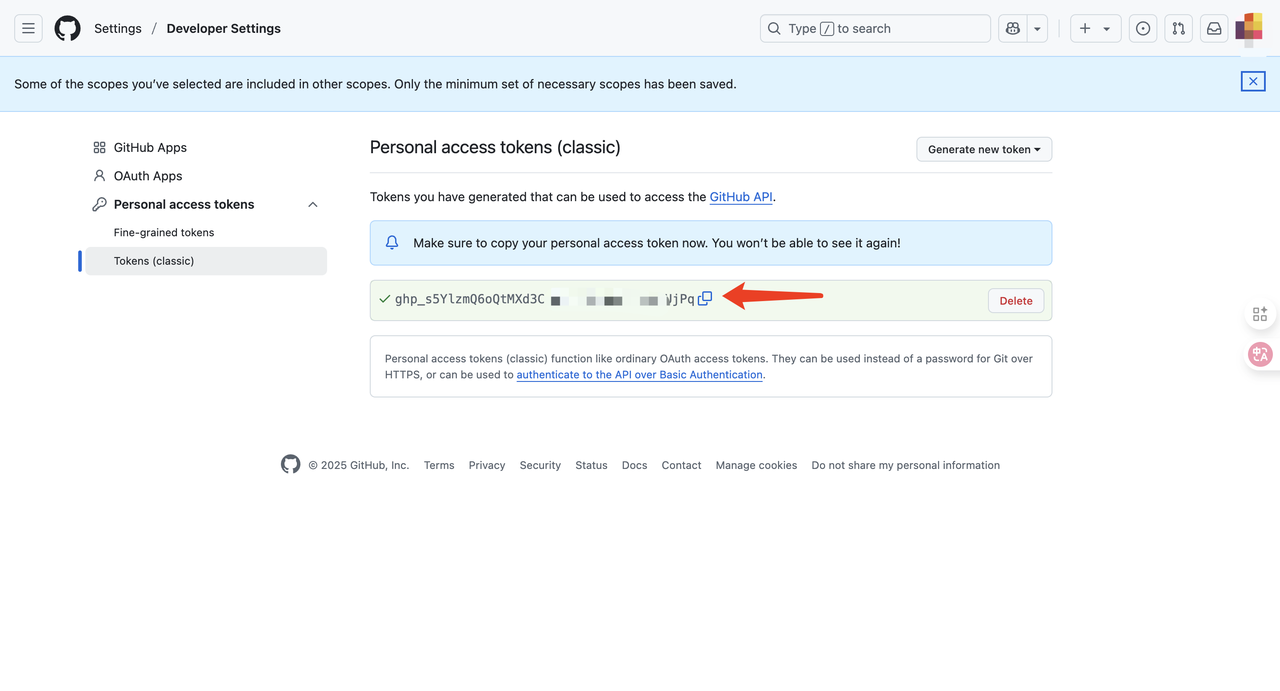 Settings / Developer Settings
Type / to search
Some of the scopes you’ve selected are included in other scopes. Only the minimum set of necessary scopes has been saved.
GitHub Apps
OAuth Apps
Personal access tokens
Fine-grained tokens
Tokens (classic)
Personal access tokens (classic)
Generate new token
Tokens you have generated that can be used to access the GitHub API.
Make sure to copy your personal access token now. You won’t be able to see it again!
ghp_s5YlzmQ6oQtMXd3C jPq
Delete
Personal access tokens (classic) function like ordinary OAuth access tokens. They can be used instead of a password for Git over
HTTPS, or can be used to authenticate to the API over Basic Authentication.
© 2025 GitHub, Inc. Terms Privacy Security Status Docs Contact Manage cookies Do not share my personal information